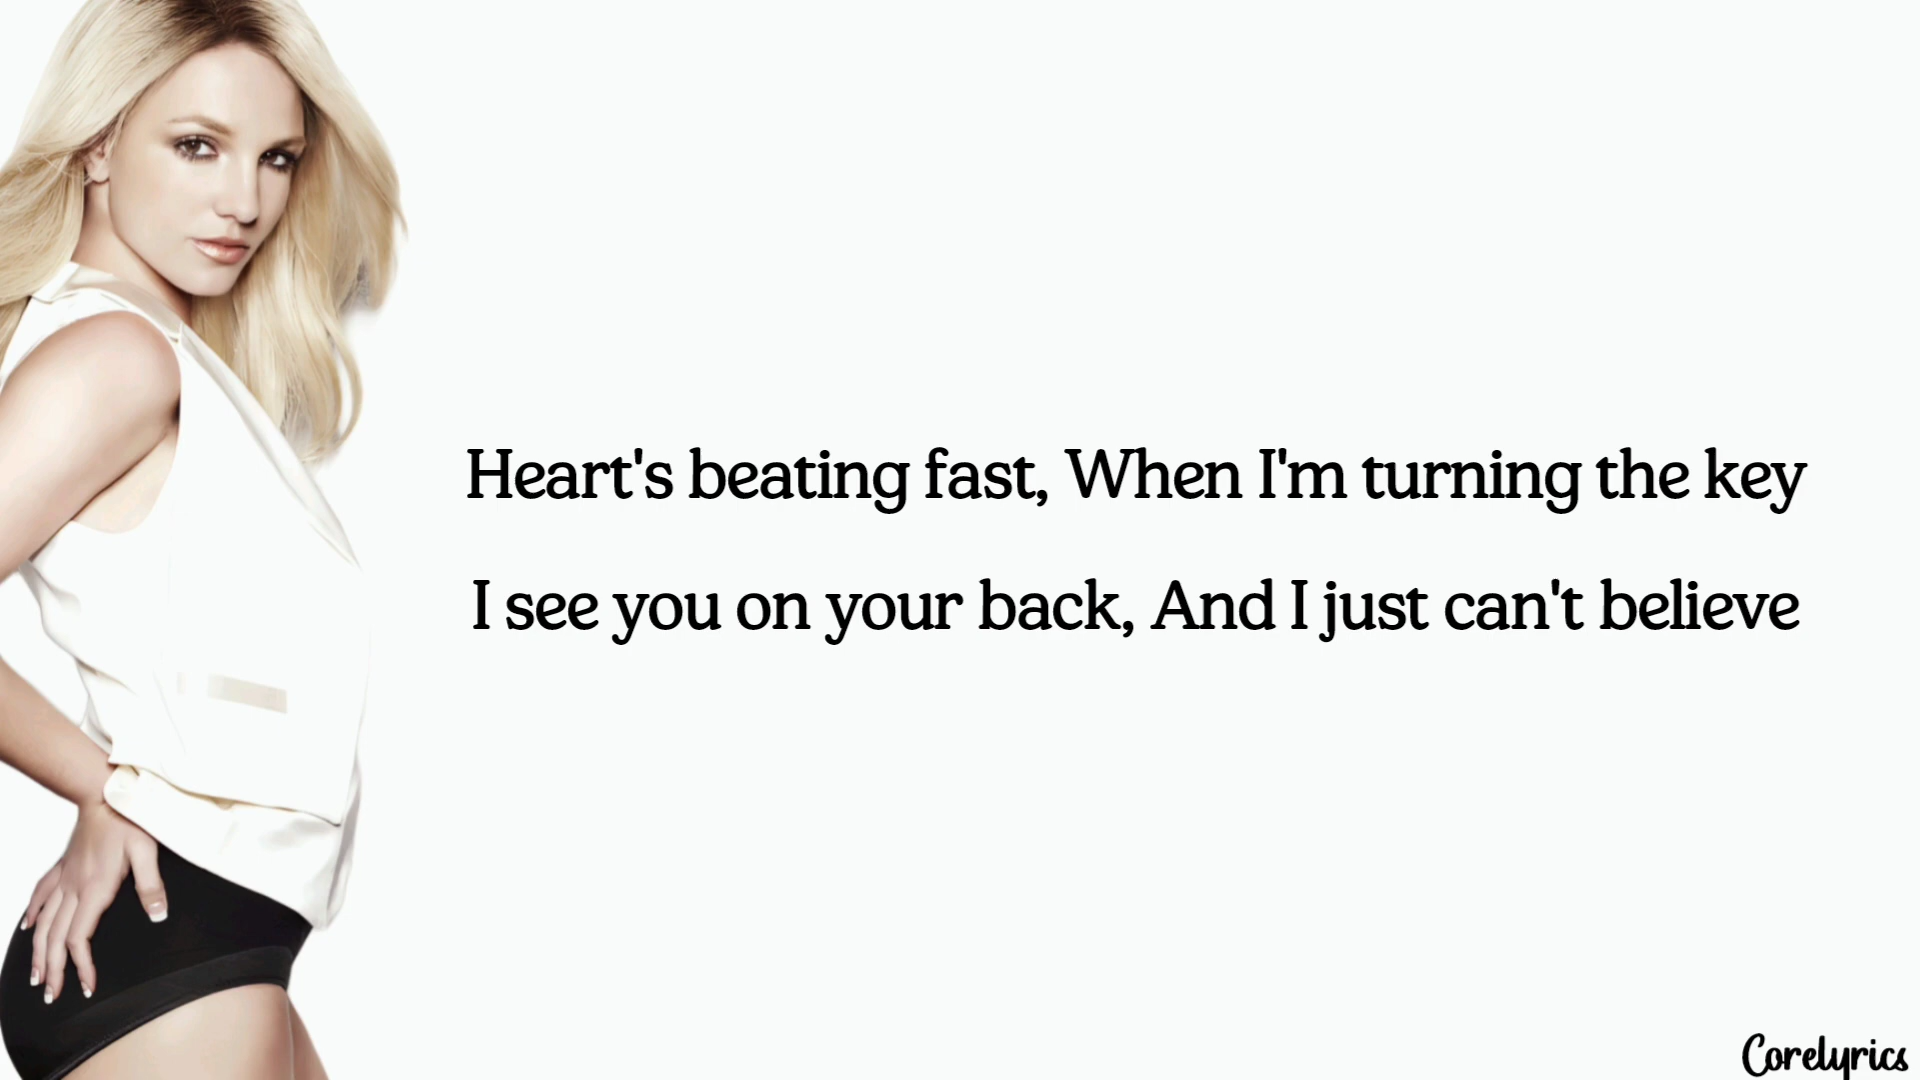 Heart's beating fast, When I'm turning the key
I see you on your back, And I just can't believe
Corelyrics